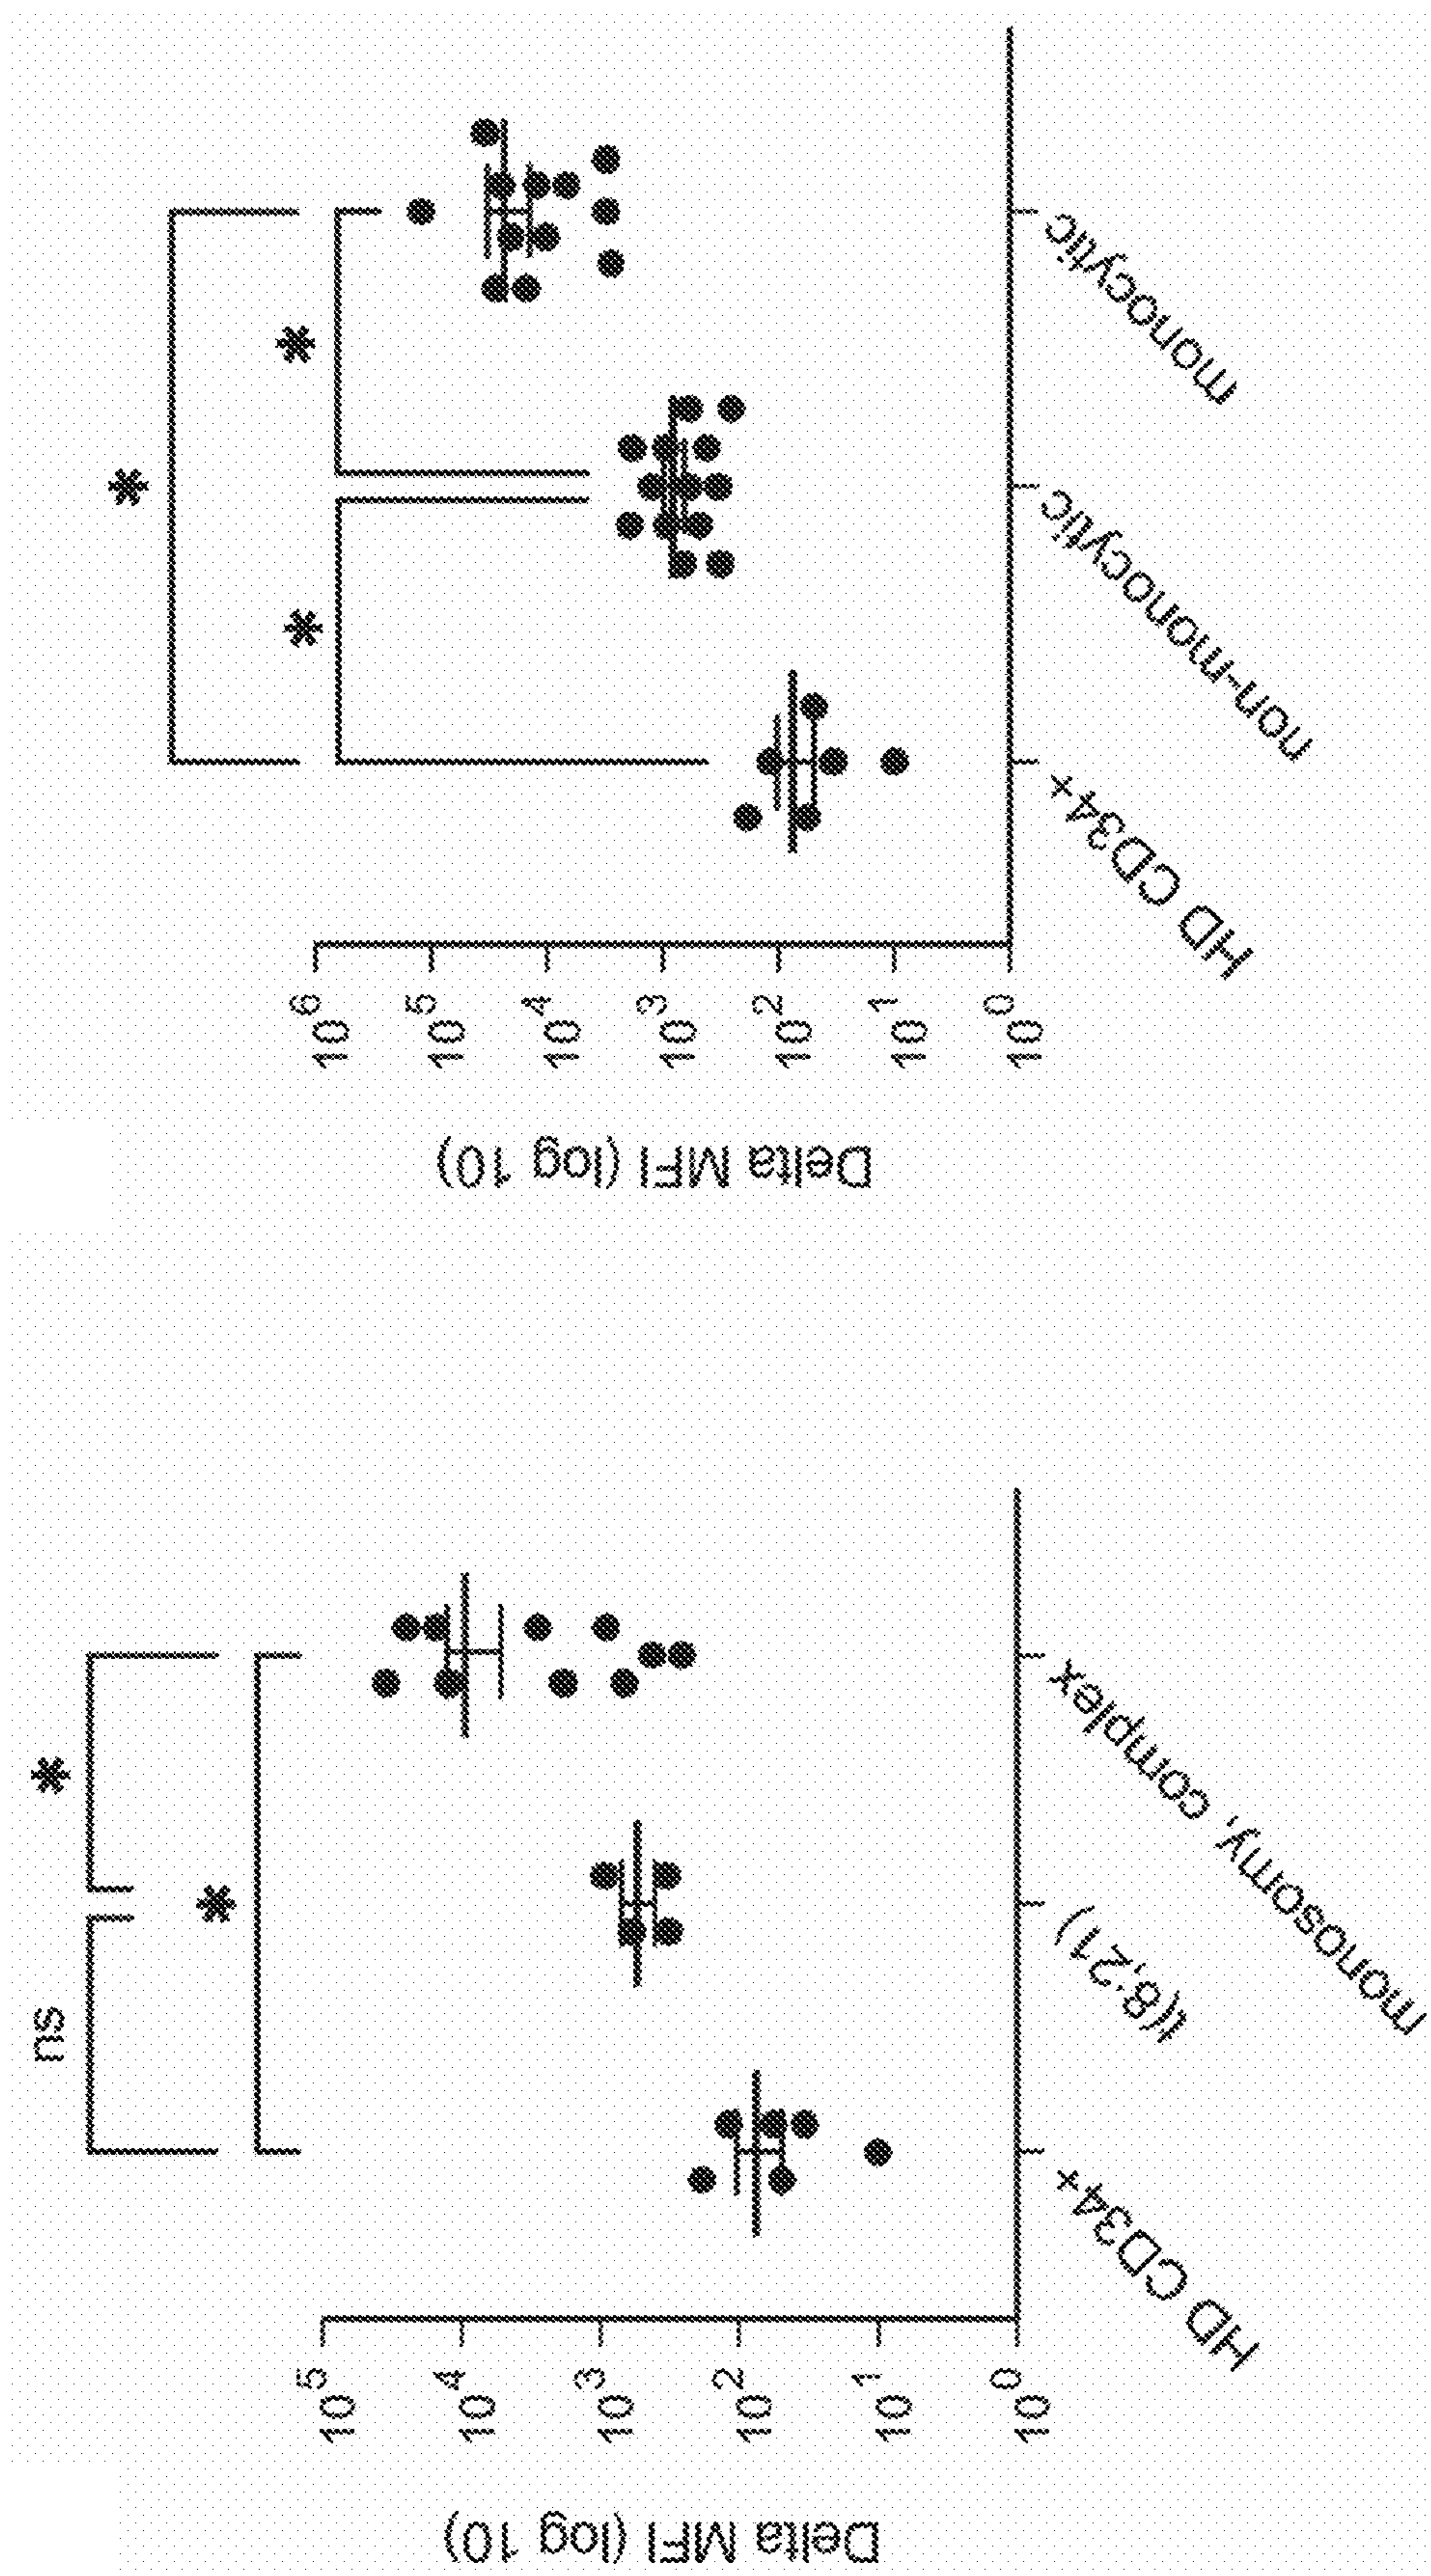 ns
*
*
Delta MFI (log 10)
10^5
10^4
10^3
10^2
10^1
10^0
HD CD34+
t(8;21)
monosomy, complex
*
*
*
Delta MFI (log 10)
10^6
10^5
10^4
10^3
10^2
10^1
10^0
HD CD34+
non-monocytic
monocytic